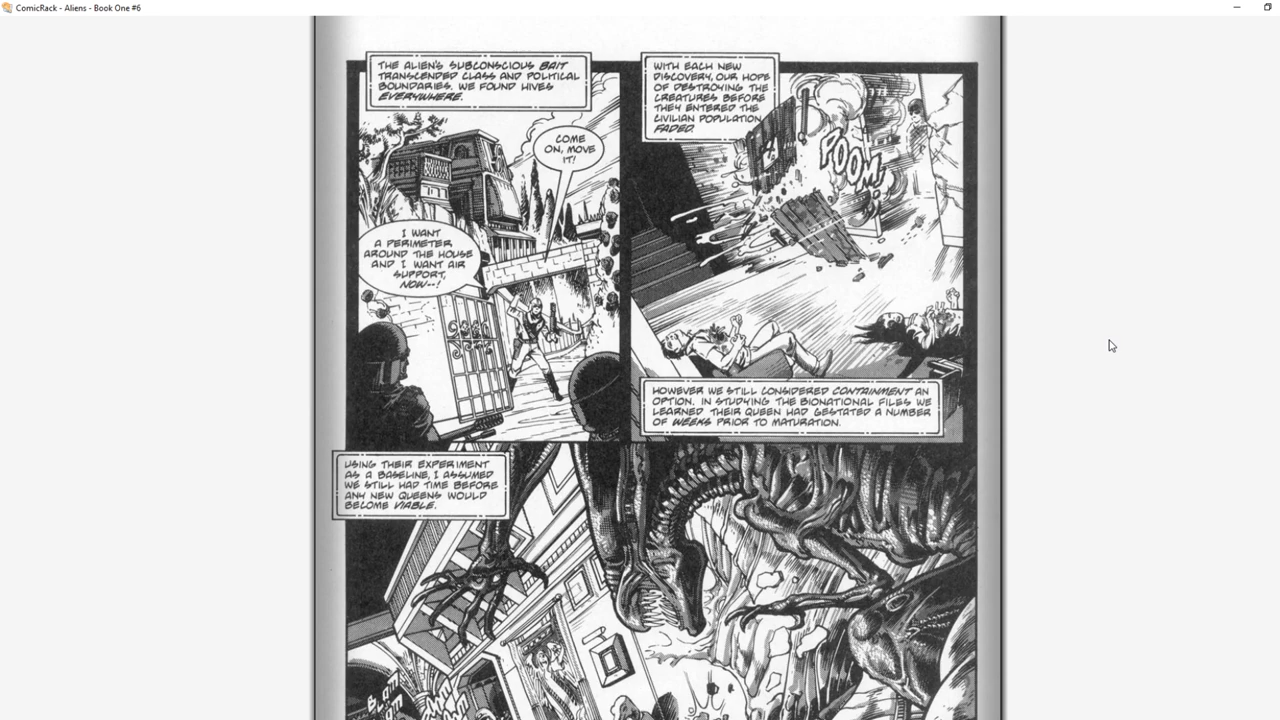 ComicRack - Aliens - Book One #6
THE ALIEN'S SUBCONSCIOUS BAIT
TRANSCENDED CLASS AND POLITICAL
BOUNDARIES. WE FOUND HIVES
EVERYWHERE.
COME
ON, MOVE
IT!
I WANT
A PERIMETER
AROUND THE HOUSE
AND I WANT AIR
SUPPORT,
NOW--!
WITH EACH NEW
DISCOVERY, OUR HOPE
OF DESTROYING THE
CREATURES BEFORE
THEY ENTERED THE
CIVILIAN POPULATION
FADED.
POOM!
HOWEVER WE STILL CONSIDERED CONTAINMENT AN
OPTION. IN STUDYING THE BIONATIONAL FILES WE
LEARNED THEIR QUEEN HAD GESTATED A NUMBER
OF WEEKS PRIOR TO MATURATION.
USING THEIR EXPERIMENT
AS A BASELINE, I ASSUMED
WE STILL HAD TIME BEFORE
ANY NEW QUEENS WOULD
BECOME VIABLE.